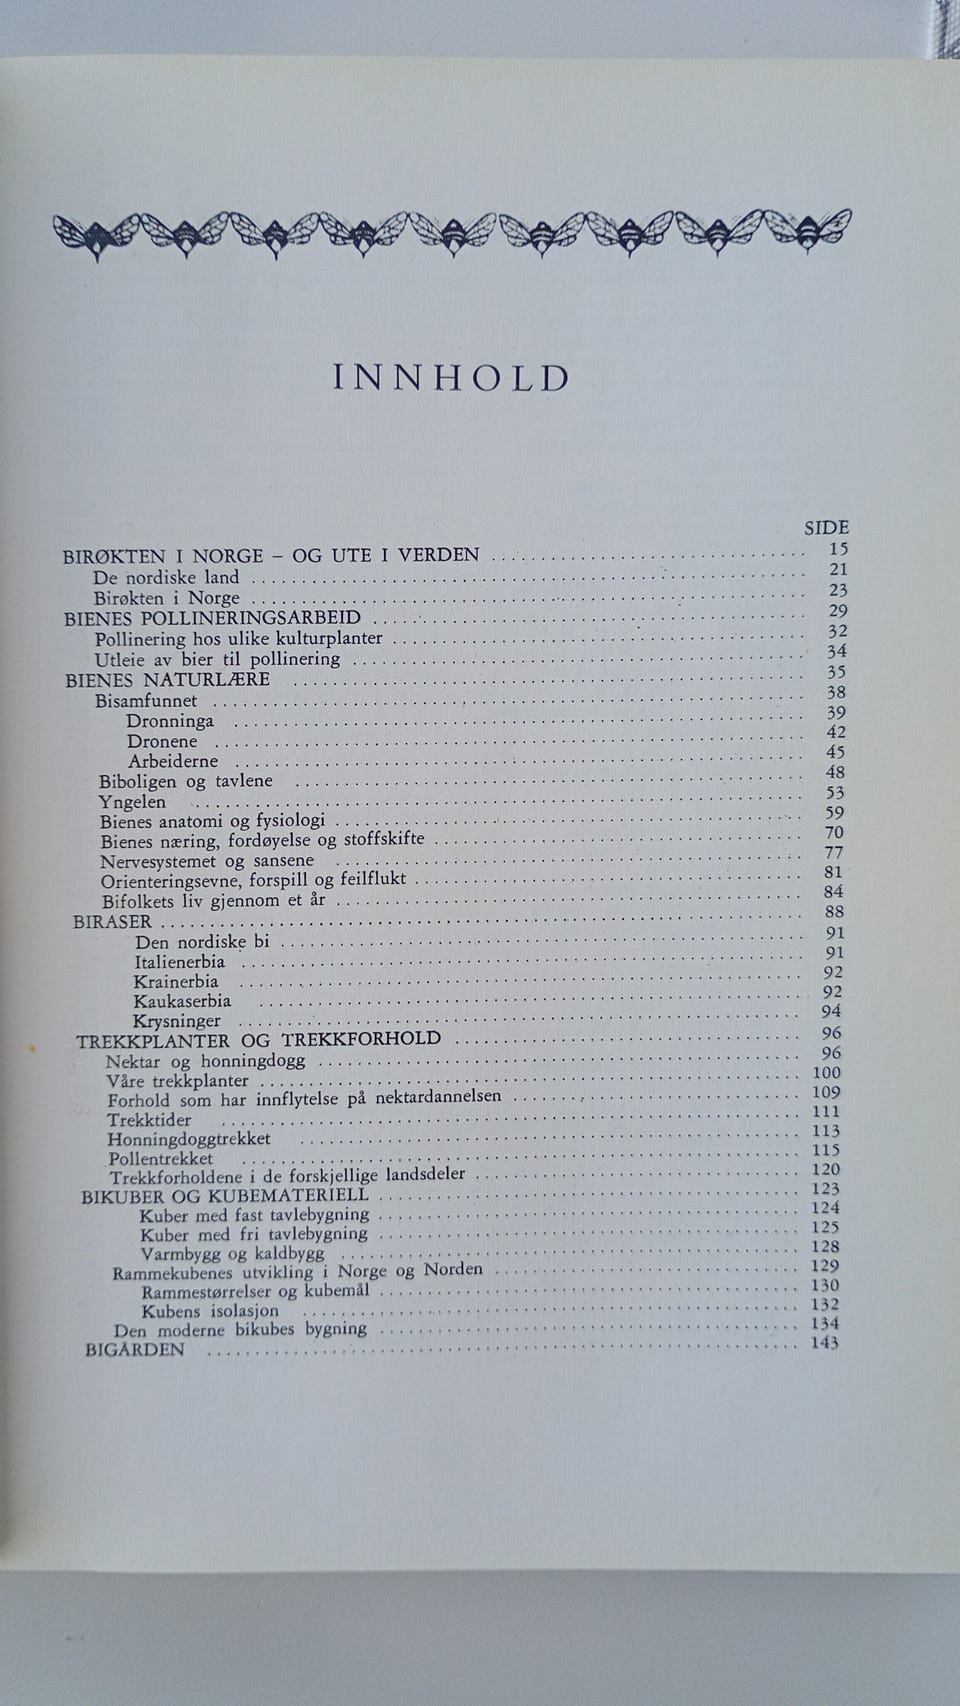 INNHOLD
SIDE
BIRØKTEN I NORGE – OG UTE I VERDEN 15
De nordiske land 21
Birøkten i Norge 23
BIENES POLLINERINGSARBEID 29
Pollinering hos ulike kulturplanter 32
Utleie av bier til pollinering 34
BIENES NATURLÆRE 35
Bisamfunnet 38
Dronninga 39
Dronene 42
Arbeiderne 45
Biboligen og tavlene 48
Yngelen 53
Bienes anatomi og fysiologi 59
Bienes næring, fordøyelse og stoffskifte 70
Nervesystemet og sansene 77
Orienteringsevne, forspill og feilflukt 81
Bifolkets liv gjennom et år 84
BIRASER 88
Den nordiske bi 91
Italienerbia 91
Krainerbia 92
Kaukaserbia 92
Krysninger 94
TREKKPLANTER OG TREKKFORHOLD 96
Nektar og honningdogg 96
Våre trekkplanter 100
Forhold som har innflytelse på nektardannelsen 109
Trekktider 111
Honningdoggtrekket 113
Pollentrekket 115
Trekkforholdene i de forskjellige landsdeler 120
BIKUBER OG KUBEMATERIELL 123
Kuber med fast tavlebygning 124
Kuber med fri tavlebygning 125
Varmbygg og kaldbygg 128
Rammekubenes utvikling i Norge og Norden 129
Rammestørrelser og kubemål 130
Kubens isolasjon 132
Den moderne bikubes bygning 134
BIGÅRDEN 143